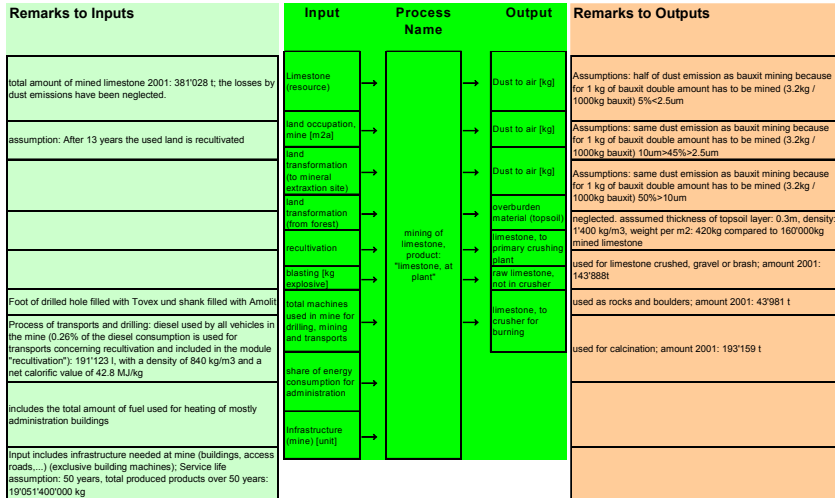 Remarks to Inputs
Input
Process
Name
Output
Remarks to Outputs
total amount of mined limestone 2001: 381'028 t; the losses by
dust emissions have been neglected.
Limestone
(resource)
Dust to air [kg]
Assumptions: half of dust emission as bauxit mining because
for 1 kg of bauxit double amount has to be mined (3.2kg /
1000kg bauxit) 5%<2.5um
assumption: After 13 years the used land is recultivated
land occupation,
mine [m2a]
Dust to air [kg]
Assumptions: same dust emission as bauxit mining because
for 1 kg of bauxit double amount has to be mined (3.2kg /
1000kg bauxit) 10um>45%>2.5um
land
transformation
(to mineral
extraxtion site)
Dust to air [kg]
Assumptions: same dust emission as bauxit mining because
for 1 kg of bauxit double amount has to be mined (3.2kg /
1000kg bauxit) 50%>10um
land
transformation
(from forest)
overburden
material (topsoil)
neglected. asssumed thickness of topsoil layer: 0.3m, density:
1'400 kg/m3, weight per m2: 420kg compared to 160'000kg
mined limestone
mining of
limestone,
product:
"limestone, at
plant"
recultivation
limestone, to
primary crushing
plant
used for limestone crushed, gravel or brash; amount 2001:
143'888t
blasting [kg
explosive]
raw limestone,
not in crusher
Foot of drilled hole filled with Tovex und shank filled with Amolit
total machines
used in mine for
drilling, mining
and transports
limestone, to
crusher for
burning
used as rocks and boulders; amount 2001: 43'981 t
Process of transports and drilling: diesel used by all vehicles in
the mine (0.26% of the diesel consumption is used for
transports concerning recultivation and included in the module
"recultivation"): 191'123 l, with a density of 840 kg/m3 and a
net calorific value of 42.8 MJ/kg
used for calcination; amount 2001: 193'159 t
share of energy
consumption for
administration
includes the total amount of fuel used for heating of mostly
administration buildings
Infrastructure
(mine) [unit]
Input includes infrastructure needed at mine (buildings, access
roads,...) (exclusive building machines); Service life
assumption: 50 years, total produced products over 50 years:
19'051'400'000 kg